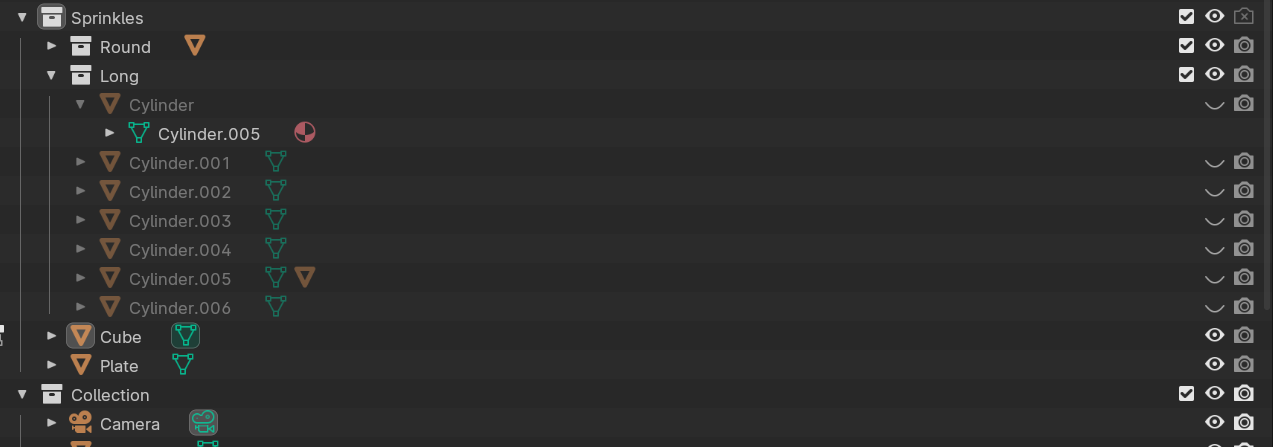 Sprinkles
Round
Long
Cylinder
Cylinder.005
Cylinder.001
Cylinder.002
Cylinder.003
Cylinder.004
Cylinder.005
Cylinder.006
Cube
Plate
Collection
Camera